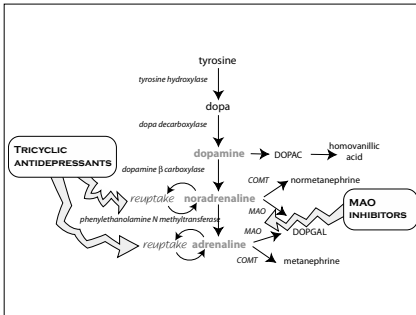 tyrosine
tyrosine hydroxylase
dopa
dopa decarboxylase
dopamine
DOPAC
homovanillic
acid
TRICYCLIC
ANTIDEPRESSANTS
dopamine β carboxylase
COMT
normetanephrine
reuptake
noradrenaline
MAO
MAO
INHIBITORS
phenylethanolamine N methyltransferase
MAO
DOPGAL
reuptake
adrenaline
COMT
metanephrine